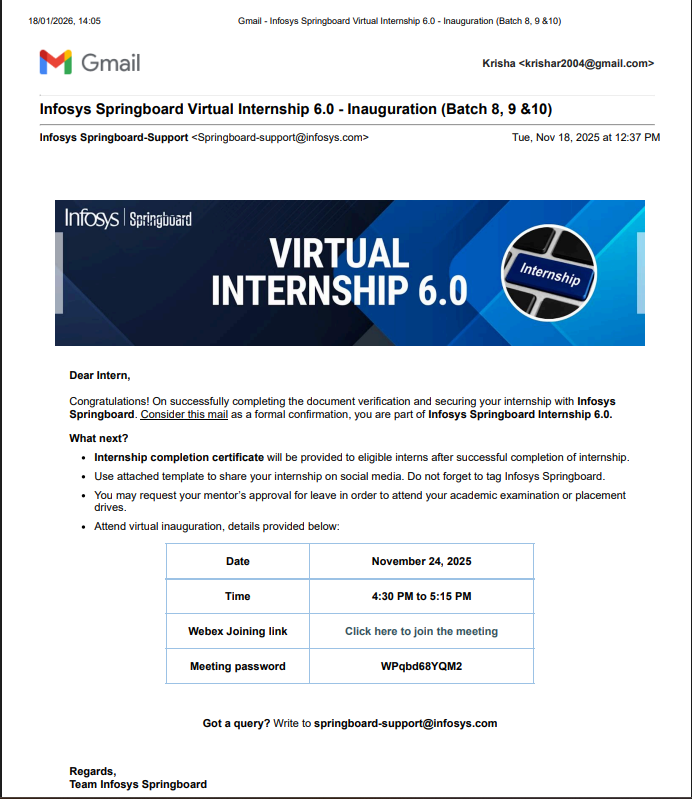 18/01/2026, 14:05
Gmail - Infosys Springboard Virtual Internship 6.0 - Inauguration (Batch 8, 9 &10)
Gmail
Krisha <krishar2004@gmail.com>
Infosys Springboard Virtual Internship 6.0 - Inauguration (Batch 8, 9 &10)
Infosys Springboard-Support <Springboard-support@infosys.com>
Tue, Nov 18, 2025 at 12:37 PM
Infosys | Springboard
VIRTUAL
INTERNSHIP 6.0
Internship
Dear Intern,
Congratulations! On successfully completing the document verification and securing your internship with Infosys
Springboard. Consider this mail as a formal confirmation, you are part of Infosys Springboard Internship 6.0.
What next?
• Internship completion certificate will be provided to eligible interns after successful completion of internship.
• Use attached template to share your internship on social media. Do not forget to tag Infosys Springboard.
• You may request your mentor's approval for leave in order to attend your academic examination or placement
drives.
• Attend virtual inauguration, details provided below:
Date
November 24, 2025
Time
4:30 PM to 5:15 PM
Webex Joining link
Click here to join the meeting
Meeting password
WPqbd68YQM2
Got a query? Write to springboard-support@infosys.com
Regards,
Team Infosys Springboard